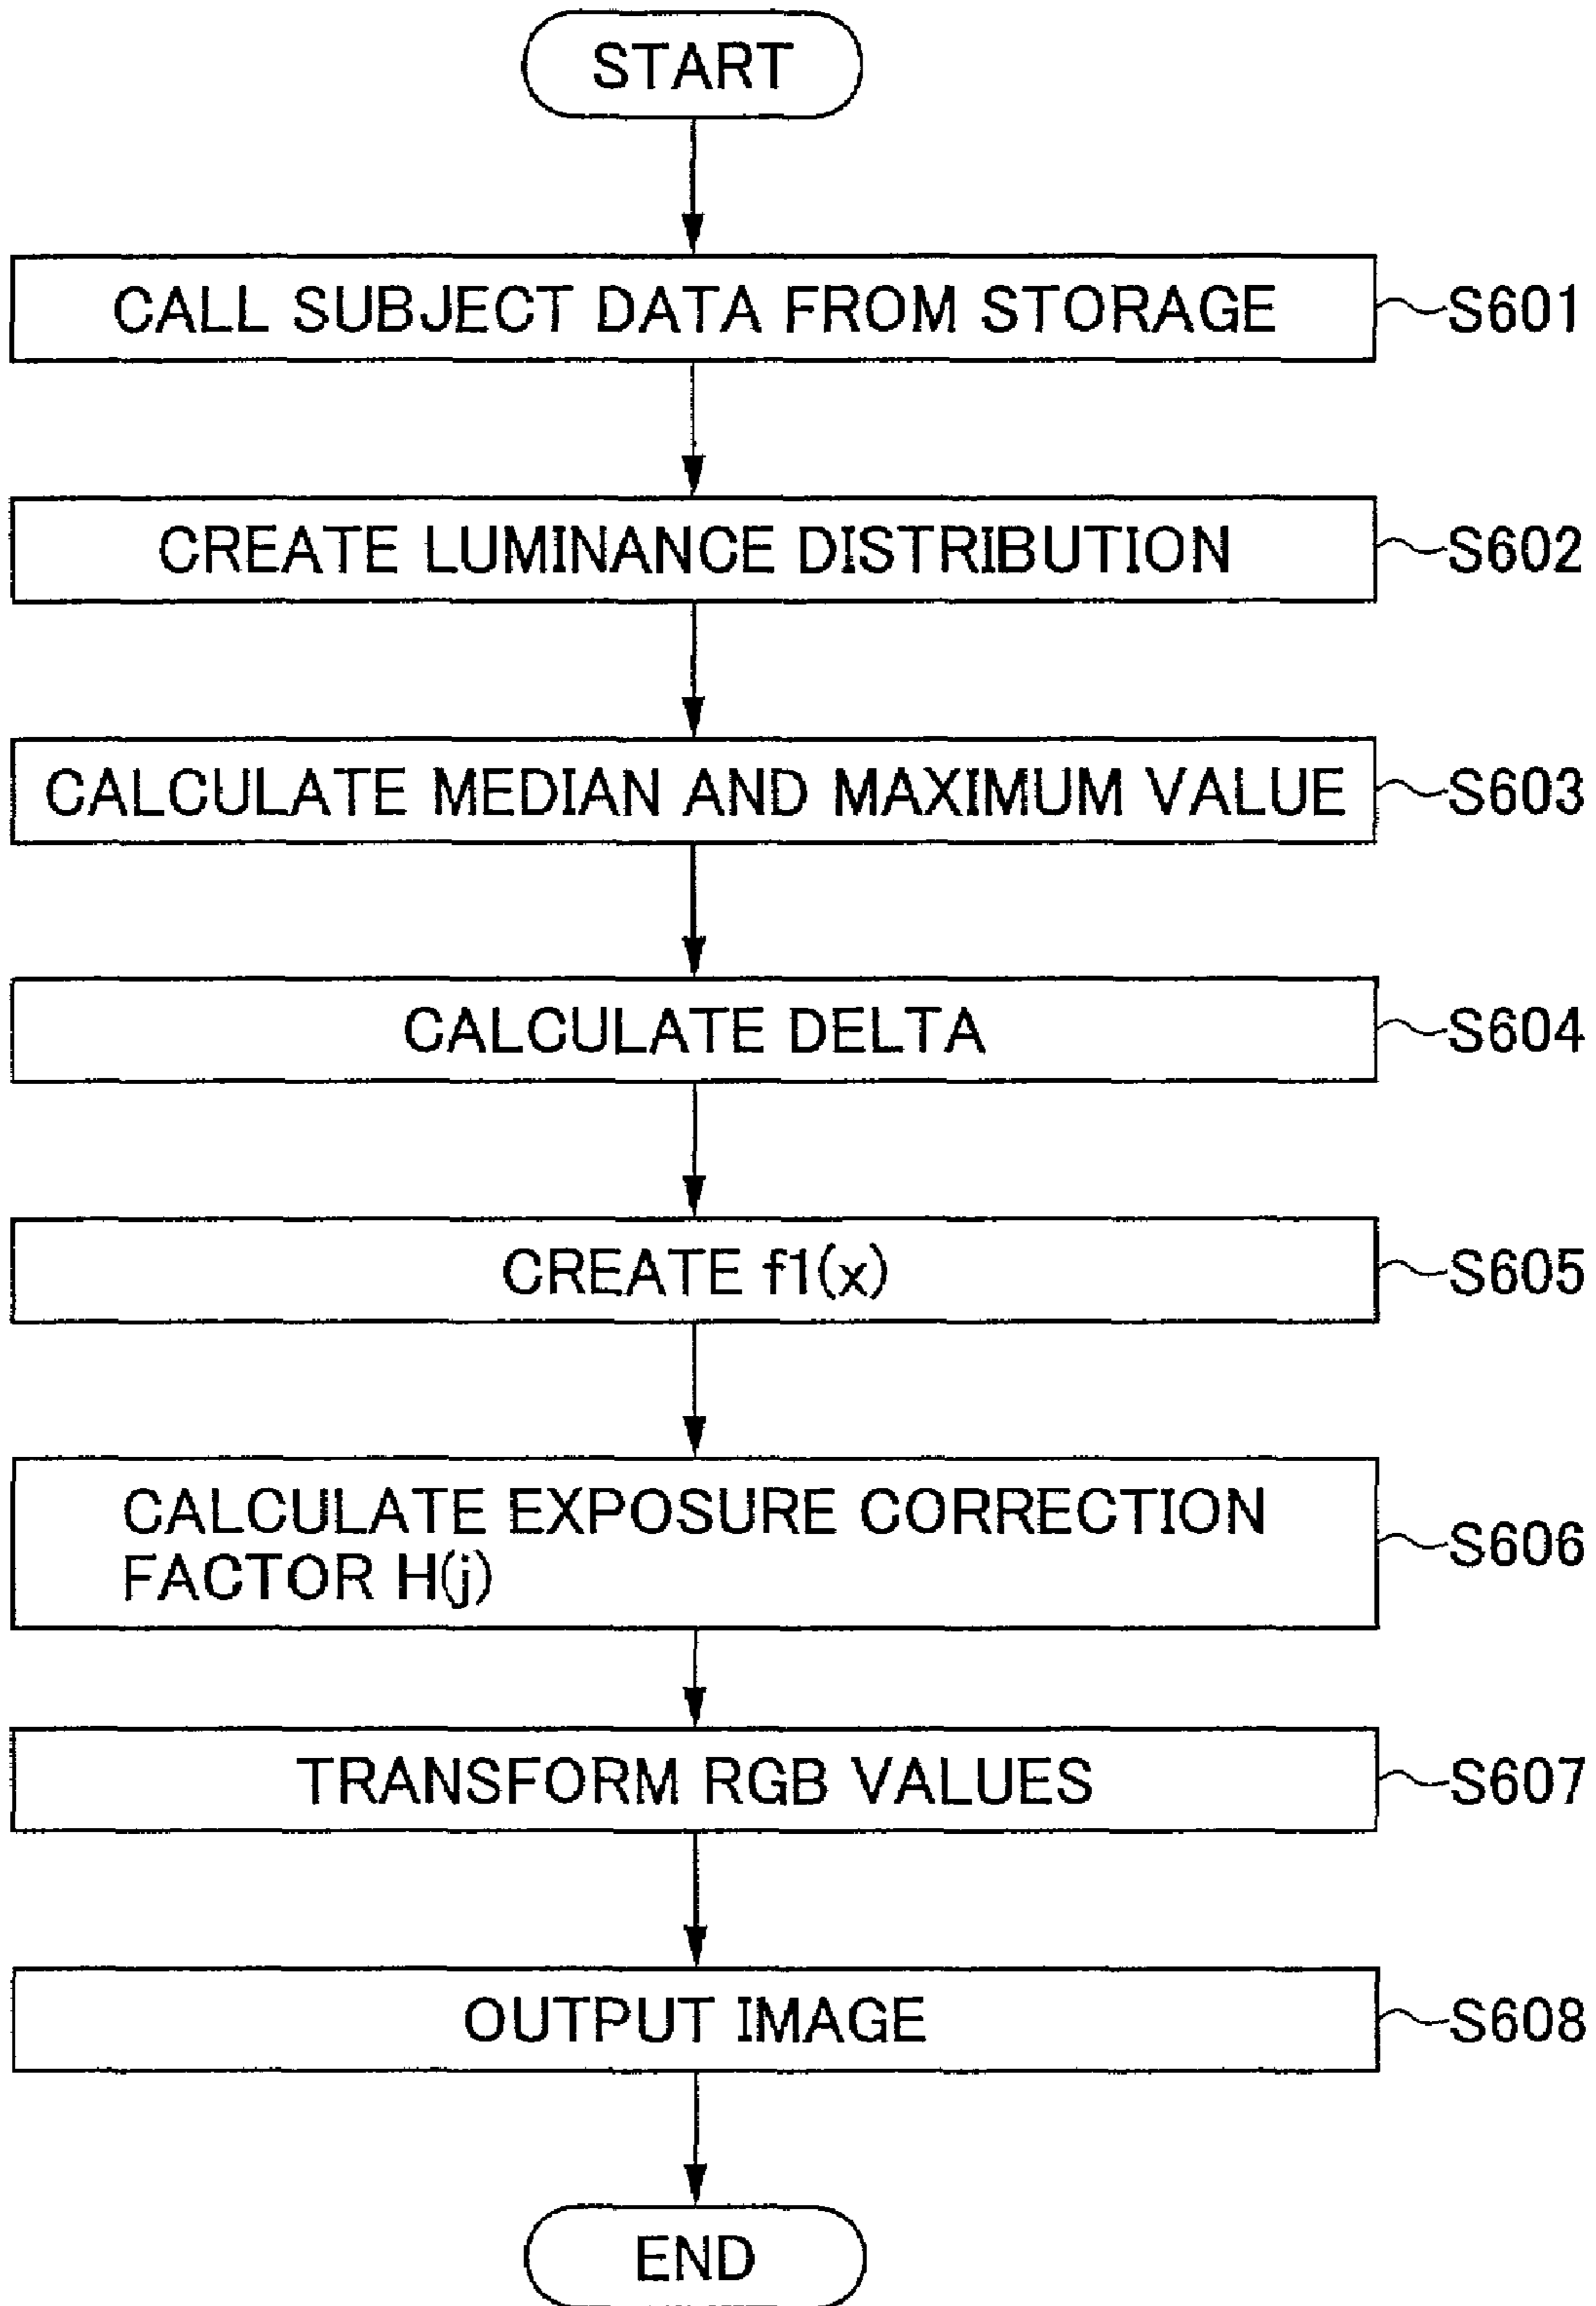 START
CALL SUBJECT DATA FROM STORAGE
S601
CREATE LUMINANCE DISTRIBUTION
S602
CALCULATE MEDIAN AND MAXIMUM VALUE
S603
CALCULATE DELTA
S604
CREATE f1(x)
S605
CALCULATE EXPOSURE CORRECTION
FACTOR H(j)
S606
TRANSFORM RGB VALUES
S607
OUTPUT IMAGE
S608
END